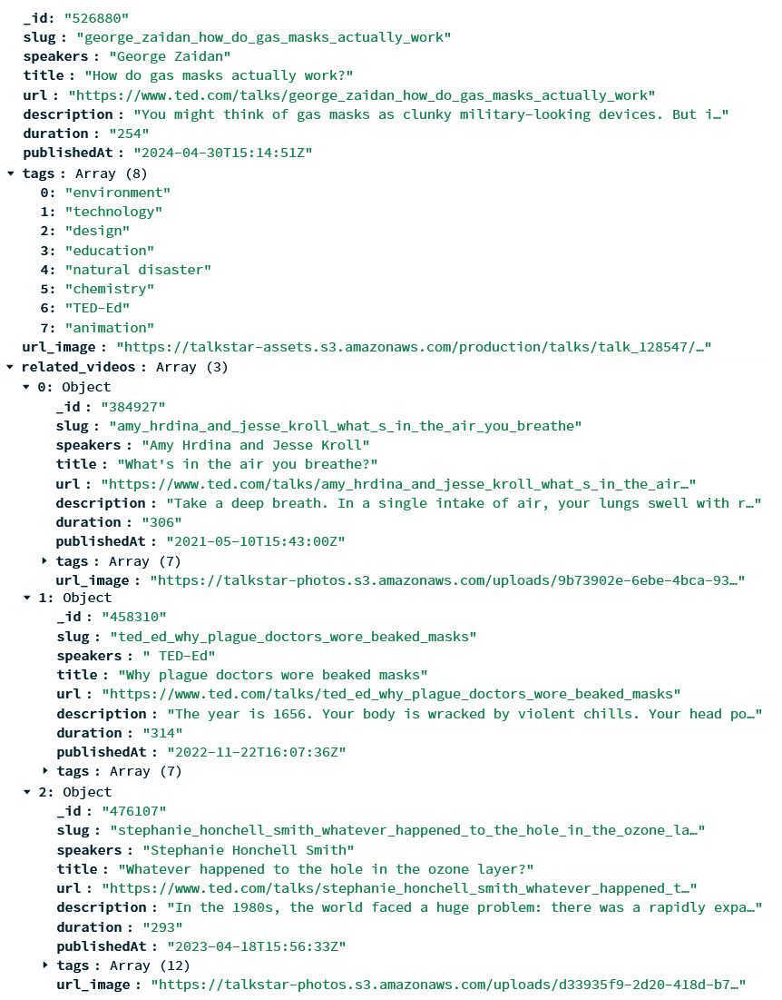 _id: "526880"
slug : "george_zaidan_how_do_gas_masks_actually_work"
speakers : "George Zaidan"
title : "How do gas masks actually work?"
url : "https://www.ted.com/talks/george_zaidan_how_do_gas_masks_actually_work"
description : "You might think of gas masks as clunky military-looking devices. But i…"
duration : "254"
publishedAt : "2024-04-30T15:14:51Z"
tags : Array (8)
0: "environment"
1: "technology"
2: "design"
3: "education"
4: "natural disaster"
5: "chemistry"
6: "TED-Ed"
7: "animation"
url_image : "https://talkstar-assets.s3.amazonaws.com/production/talks/talk_128547/…"
related_videos : Array (3)
0: Object
_id : "384927"
slug : "amy_hrdina_and_jesse_kroll_what_s_in_the_air_you_breathe"
speakers : "Amy Hrdina and Jesse Kroll"
title : "What's in the air you breathe?"
url : "https://www.ted.com/talks/amy_hrdina_and_jesse_kroll_what_s_in_the_air…"
description : "Take a deep breath. In a single intake of air, your lungs swell with r…"
duration : "306"
publishedAt : "2021-05-10T15:43:00Z"
tags : Array (7)
url_image : "https://talkstar-photos.s3.amazonaws.com/uploads/9b73902e-6ebe-4bca-93…"
1: Object
_id : "458310"
slug : "ted_ed_why_plague_doctors_wore_beaked_masks"
speakers : " TED-Ed"
title : "Why plague doctors wore beaked masks"
url : "https://www.ted.com/talks/ted_ed_why_plague_doctors_wore_beaked_masks"
description : "The year is 1656. Your body is wracked by violent chills. Your head po…"
duration : "314"
publishedAt : "2022-11-22T16:07:36Z"
tags : Array (7)
2: Object
_id : "476107"
slug : "stephanie_honchell_smith_whatever_happened_to_the_hole_in_the_ozone_la…"
speakers : "Stephanie Honchell Smith"
title : "Whatever happened to the hole in the ozone layer?"
url : "https://www.ted.com/talks/stephanie_honchell_smith_whatever_happened_t…"
description : "In the 1980s, the world faced a huge problem: there was a rapidly expa…"
duration : "293"
publishedAt : "2023-04-18T15:56:33Z"
tags : Array (12)
url_image : "https://talkstar-photos.s3.amazonaws.com/uploads/d33935f9-2d20-418d-b7…"